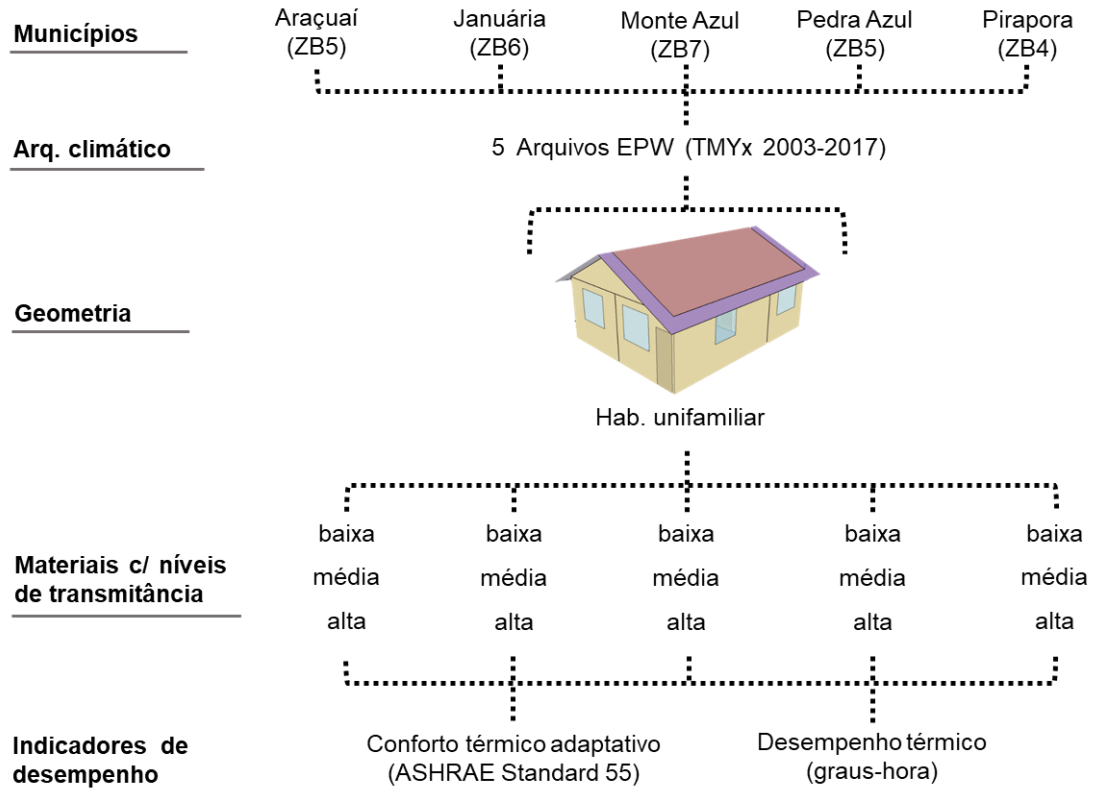 Municípios
Araçuaí
(ZB5)
Januária
(ZB6)
Monte Azul
(ZB7)
Pedra Azul
(ZB5)
Pirapora
(ZB4)
Arq. climático
5 Arquivos EPW (TMYx 2003-2017)
Geometria
Hab. unifamiliar
Materiais c/ níveis
de transmitância
baixa
média
alta
baixa
média
alta
baixa
média
alta
baixa
média
alta
baixa
média
alta
Indicadores de
desempenho
Conforto térmico adaptativo
(ASHRAE Standard 55)
Desempenho térmico
(graus-hora)